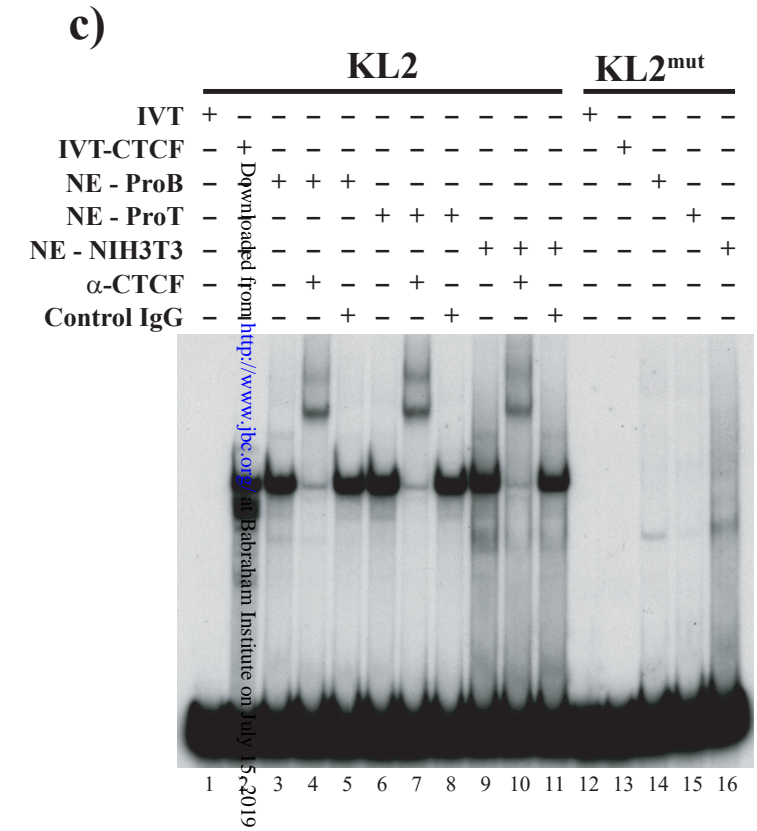 c)
KL2 KL2mut
IVT + – – – – – – – – – – + – – – –
IVT-CTCF – + – – – – – – – – – – + – – –
NE - ProB – – + + + – – – – – – – – + – –
NE - ProT – – – – – + + + – – – – – – + –
NE - NIH3T3 – – – – – – – – + + + – – – – +
α-CTCF – – – + – – + – – + – – – – – –
Control IgG – – – – + – – + – – + – – – – –
1 2 3 4 5 6 7 8 9 10 11 12 13 14 15 16
Downloaded from http://www.jbc.org/ at Babraham Institute on July 15, 2019